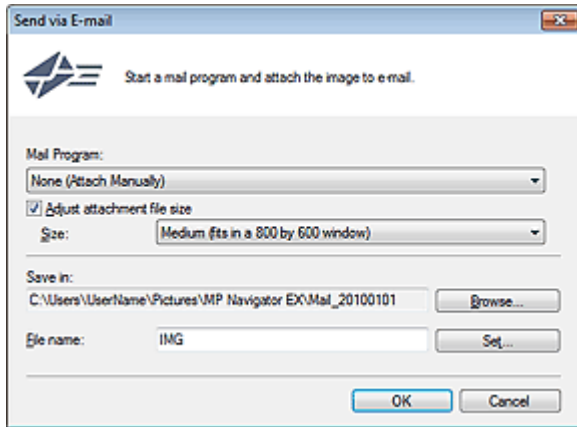 Send via E-mail
Start a mail program and attach the image to e-mail.
Mail Program:
None (Attach Manually)
Adjust attachment file size
Size: Medium (fits in a 800 by 600 window)
Save in:
C:\Users\UserName\Pictures\MP Navigator EX\Mail_20100101 Browse...
File name: IMG Set...
OK Cancel